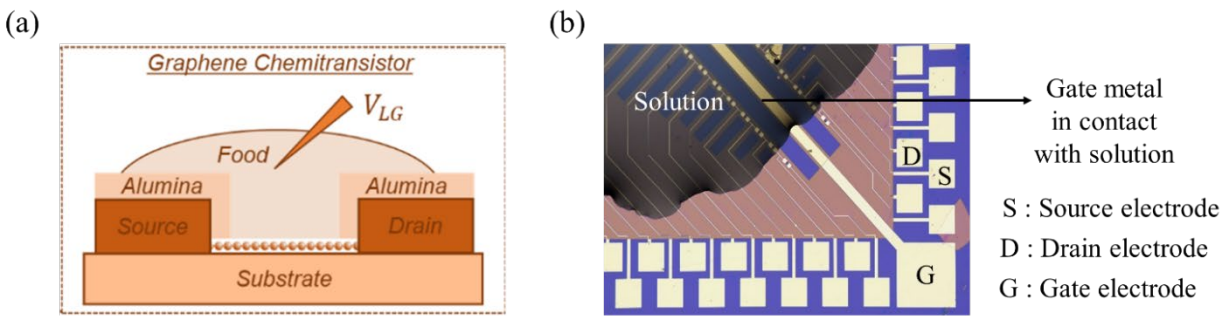 (a)
Graphene Chemitransistor
V_LG
Food
Alumina Alumina
Source Drain
Substrate
(b)
Solution
D
S
G
Gate metal
in contact
with solution
S : Source electrode
D : Drain electrode
G : Gate electrode